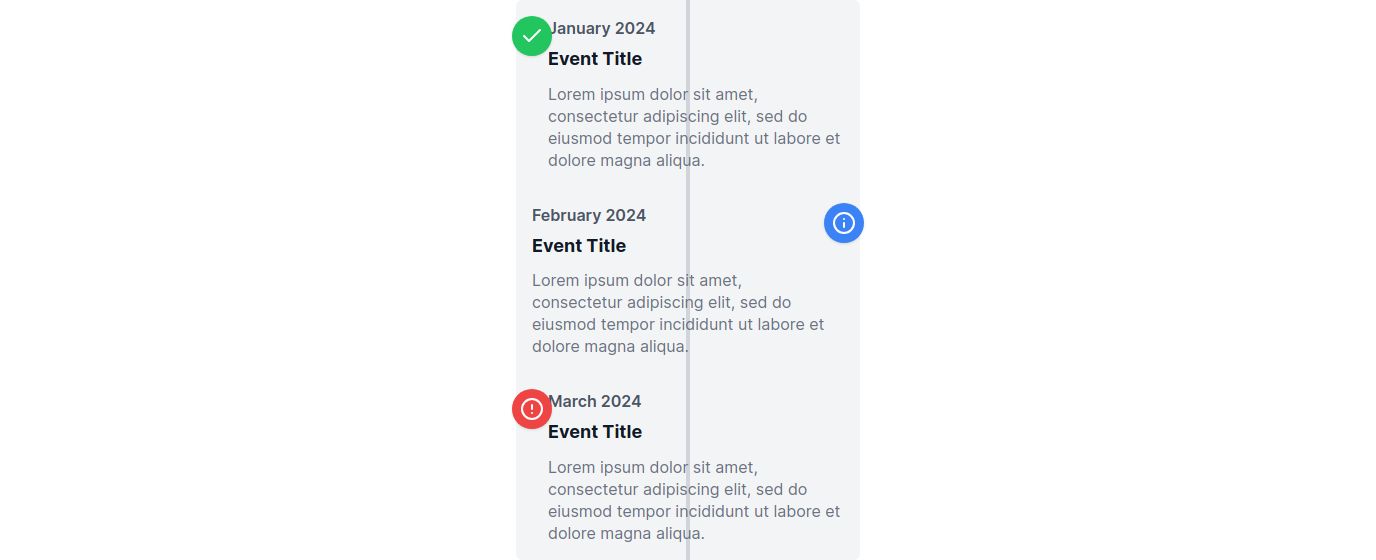 January 2024
Event Title
Lorem ipsum dolor sit amet,
consectetur adipiscing elit, sed do
eiusmod tempor incididunt ut labore et
dolore magna aliqua.
February 2024
Event Title
Lorem ipsum dolor sit amet,
consectetur adipiscing elit, sed do
eiusmod tempor incididunt ut labore et
dolore magna aliqua.
March 2024
Event Title
Lorem ipsum dolor sit amet,
consectetur adipiscing elit, sed do
eiusmod tempor incididunt ut labore et
dolore magna aliqua.